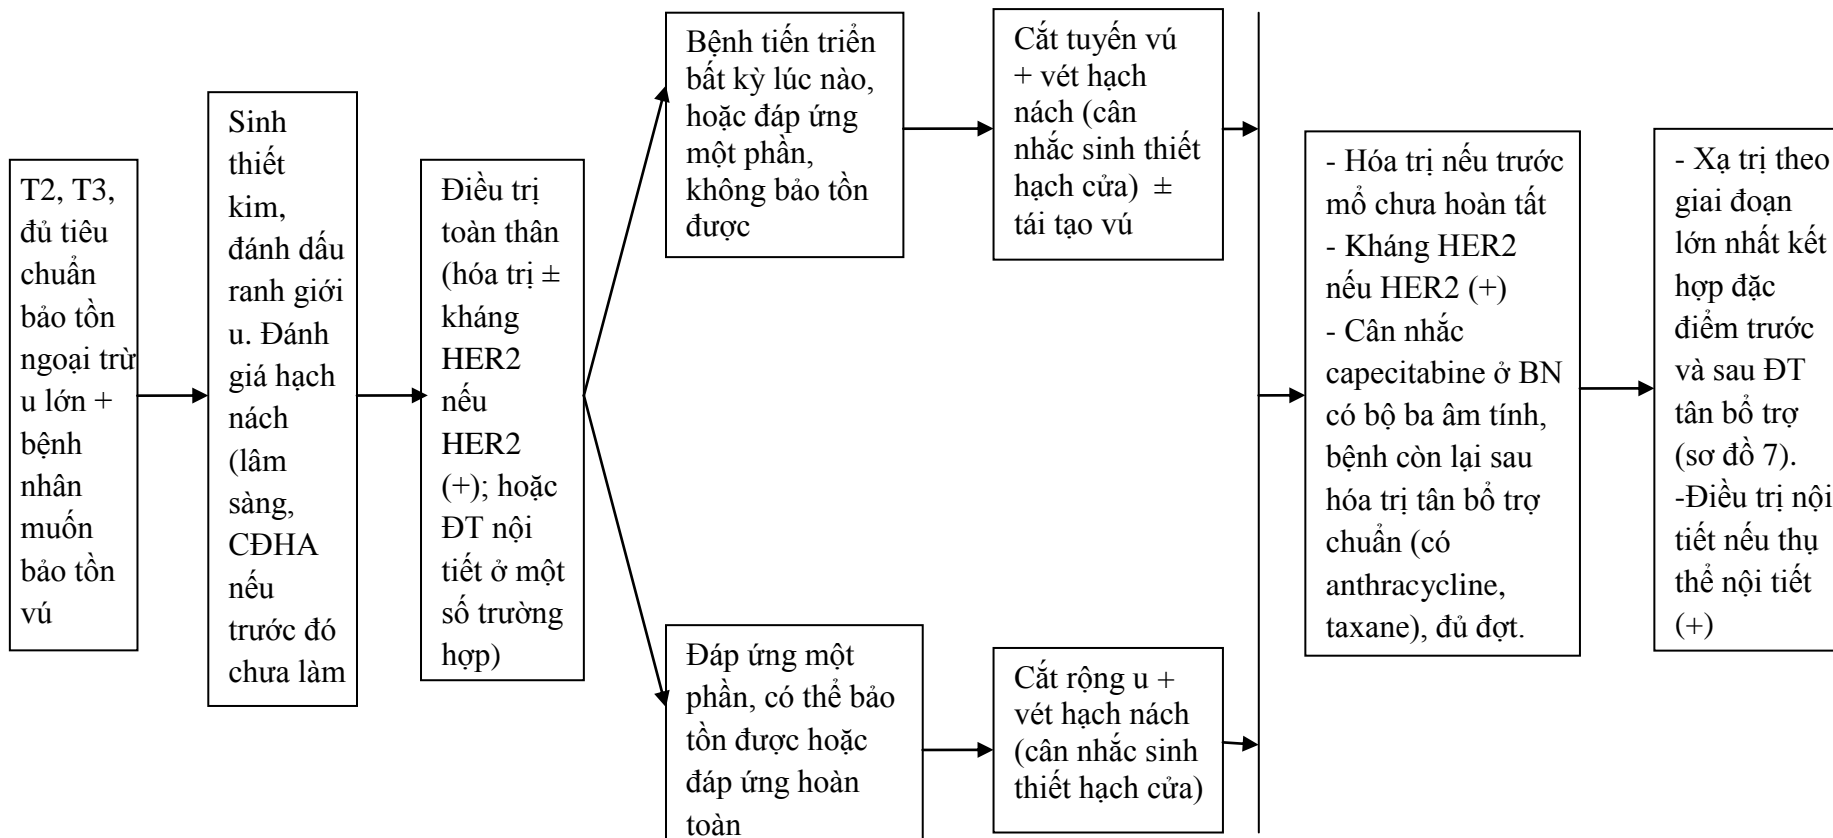 T2, T3,
đủ tiêu
chuẩn
bảo tồn
ngoại trừ
u lớn +
bệnh
nhân
muốn
bảo tồn
vú
Sinh
thiết
kim,
đánh dấu
ranh giới
u. Đánh
giá hạch
nách
(lâm
sàng,
CĐHA
nếu
trước đó
chưa làm
Điều trị
toàn thân
(hóa trị ±
kháng
HER2
nếu
HER2
(+); hoặc
ĐT nội
tiết ở một
số trường
hợp)
Bệnh tiến triển
bất kỳ lúc nào,
hoặc đáp ứng
một phần,
không bảo tồn
được
Cắt tuyến vú
+ vét hạch
nách (cân
nhắc sinh thiết
hạch cửa) ±
tái tạo vú
Đáp ứng một
phần, có thể bảo
tồn được hoặc
đáp ứng hoàn
toàn
Cắt rộng u +
vét hạch nách
(cân nhắc sinh
thiết hạch cửa)
- Hóa trị nếu trước
mổ chưa hoàn tất
- Kháng HER2
nếu HER2 (+)
- Cân nhắc
capecitabine ở BN
có bộ ba âm tính,
bệnh còn lại sau
hóa trị tân bổ trợ
chuẩn (có
anthracycline,
taxane), đủ đợt.
- Xạ trị theo
giai đoạn
lớn nhất kết
hợp đặc
điểm trước
và sau ĐT
tân bổ trợ
(sơ đồ 7).
-Điều trị nội
tiết nếu thụ
thể nội tiết
(+)